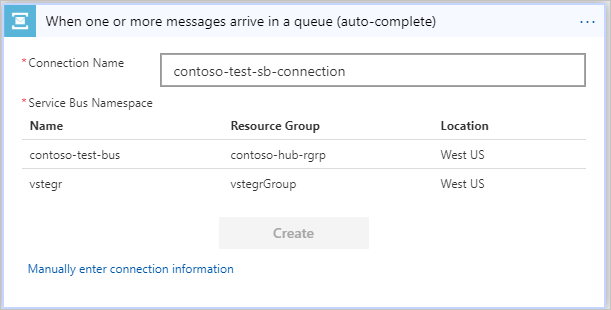 When one or more messages arrive in a queue (auto-complete)
...
* Connection Name
contoso-test-sb-connection
* Service Bus Namespace
Name Resource Group Location
contoso-test-bus contoso-hub-rgrp West US
vstegr vstegrGroup West US
Create
Manually enter connection information